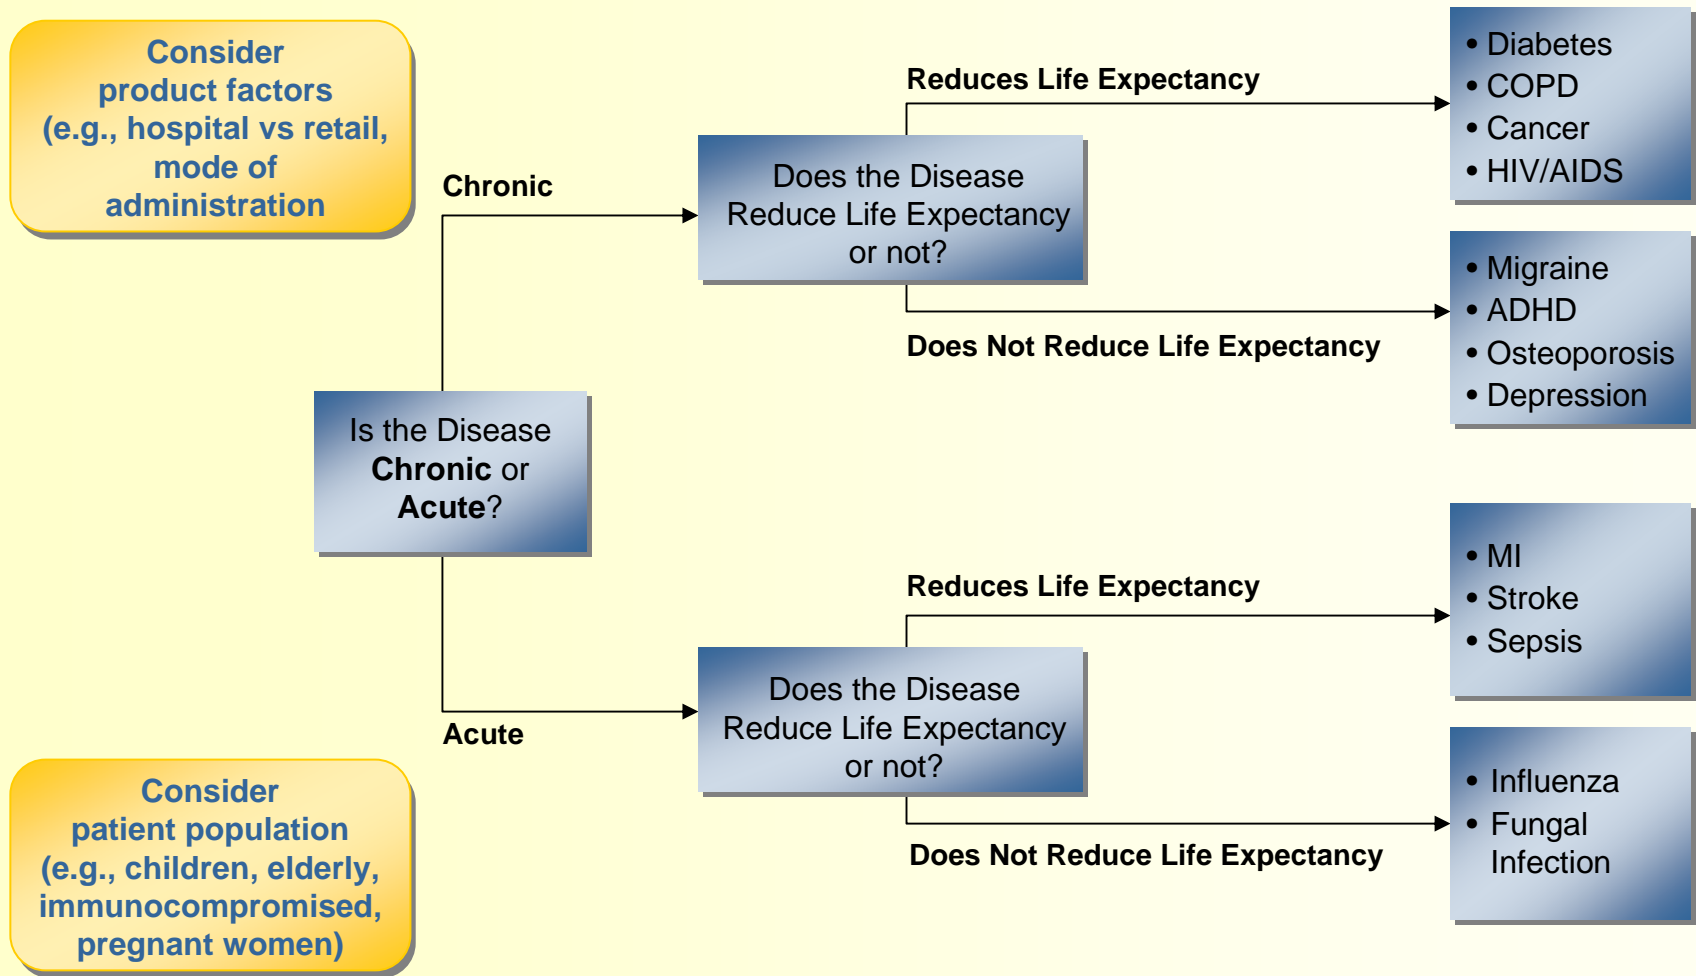 Consider
product factors
(e.g., hospital vs retail,
mode of
administration
Chronic
Is the Disease
Chronic or
Acute?
Acute
Consider
patient population
(e.g., children, elderly,
immunocompromised,
pregnant women)
Reduces Life Expectancy
Does the Disease
Reduce Life Expectancy
or not?
Does Not Reduce Life Expectancy
• Diabetes
• COPD
• Cancer
• HIV/AIDS
• Migraine
• ADHD
• Osteoporosis
• Depression
Reduces Life Expectancy
Does the Disease
Reduce Life Expectancy
or not?
Does Not Reduce Life Expectancy
• MI
• Stroke
• Sepsis
• Influenza
• Fungal
Infection